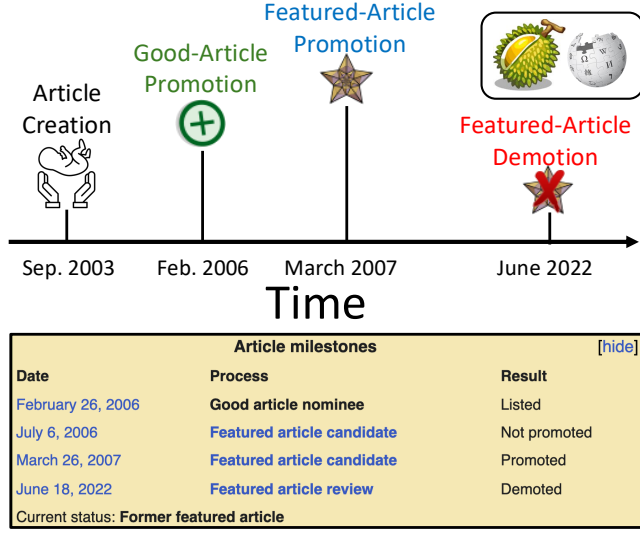 Featured-Article
Promotion
Good-Article
Promotion
Article
Creation
Featured-Article
Demotion
Sep. 2003
Feb. 2006
March 2007
June 2022
Time
Article milestones [hide]
Date Process Result
February 26, 2006 Good article nominee Listed
July 6, 2006 Featured article candidate Not promoted
March 26, 2007 Featured article candidate Promoted
June 18, 2022 Featured article review Demoted
Current status: Former featured article